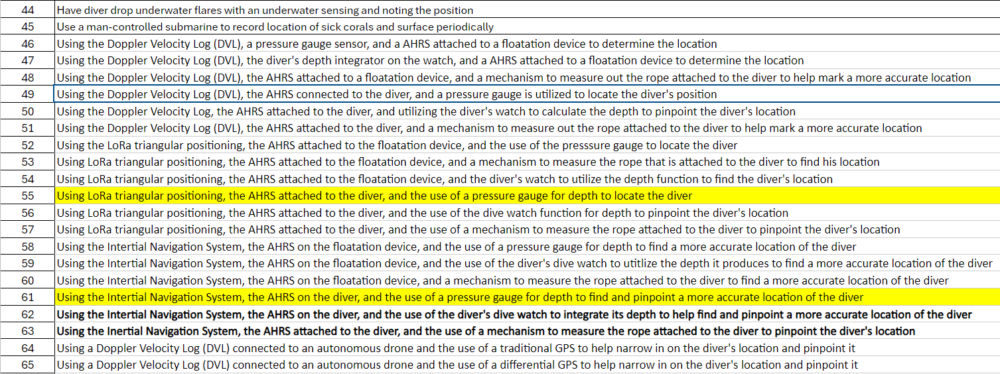 44 Have diver drop underwater flares with an underwater sensing and noting the position
45 Use a man-controlled submarine to record location of sick corals and surface periodically
46 Using the Doppler Velocity Log (DVL), a pressure gauge sensor, and a AHRS attached to a floatation device to determine the location
47 Using the Doppler Velocity Log (DVL), the diver's depth integrator on the watch, and a AHRS attached to a floatation device to determine the location
48 Using the Doppler Velocity Log (DVL), the AHRS attached to a floatation device, and a mechanism to measure out the rope attached to the diver to help mark a more accurate location
49 Using the Doppler Velocity Log (DVL), the AHRS connected to the diver, and a pressure gauge is utilized to locate the diver's position
50 Using the Doppler Velocity Log, the AHRS attached to the diver, and utilizing the diver's watch to calculate the depth to pinpoint the diver's location
51 Using the Doppler Velocity Log (DVL), the AHRS attached to the diver, and a mechanism to measure out the rope attached to the diver to help mark a more accurate location
52 Using the LoRa triangular positioning, the AHRS attached to the floatation device, and the use of the presssure gauge to locate the diver
53 Using LoRa triangular positioning, the AHRS attached to the floatation device, and a mechanism to measure the rope that is attached to the diver to find his location
54 Using LoRa triangular positioning, the AHRS attached to the floatation device, and the diver's watch to utilize the depth function to find the diver's location
55 Using LoRa triangular positioning, the AHRS attached to the diver, and the use of a pressure gauge for depth to locate the diver
56 Using LoRa triangular positioning, the AHRS attached to the diver, and the use of the dive watch function for depth to pinpoint the diver's location
57 Using LoRa triangular positioning, the AHRS attached to the diver, and the use of a mechanism to measure the rope attached to the diver to pinpoint the diver's location
58 Using the Intertial Navigation System, the AHRS on the floatation device, and the use of a pressure gauge for depth to find a more accurate location of the diver
59 Using the Intertial Navigation System, the AHRS on the floatation device, and the use of the diver's dive watch to utitlize the depth it produces to find a more accurate location of the diver
60 Using the Intertial Navigation System, the AHRS on the floatation device, and a mechanism to measure the rope attached to the diver to find a more accurate location of the diver
61 Using the Intertial Navigation System, the AHRS on the diver, and the use of a pressure gauge for depth to find and pinpoint a more accurate location of the diver
62 Using the Intertial Navigation System, the AHRS on the diver, and the use of the diver's dive watch to integrate its depth to help find and pinpoint a more accurate location of the diver
63 Using the Inertial Navigation System, the AHRS attached to the diver, and the use of a mechanism to measure the rope attached to the diver to pinpoint the diver's location
64 Using a Doppler Velocity Log (DVL) connected to an autonomous drone and the use of a traditional GPS to help narrow in on the diver's location and pinpoint it
65 Using a Doppler Velocity Log (DVL) connected to an autonomous drone and the use of a differential GPS to help narrow in on the diver's location and pinpoint it